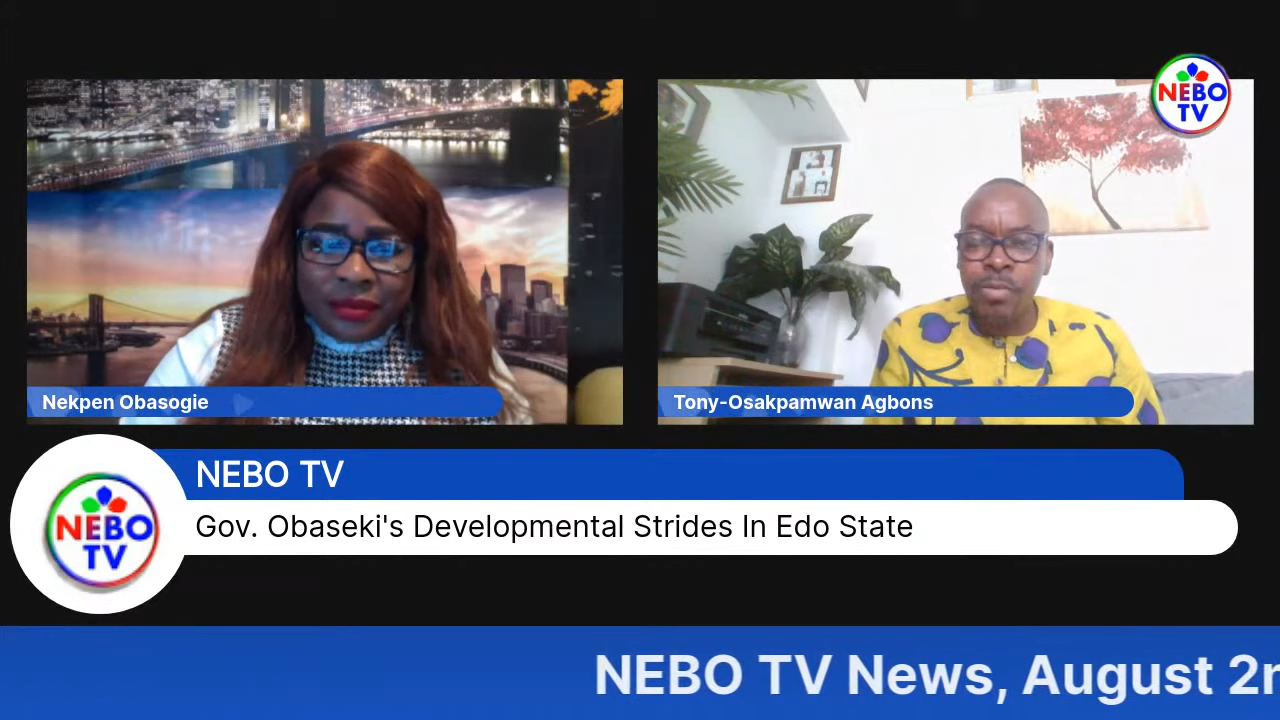 NEBO
TV
Nekpen Obasogie
Tony-Osakpamwan Agbons
NEBO TV
NEBO
TV
Gov. Obaseki's Developmental Strides In Edo State
NEBO TV News, August 2